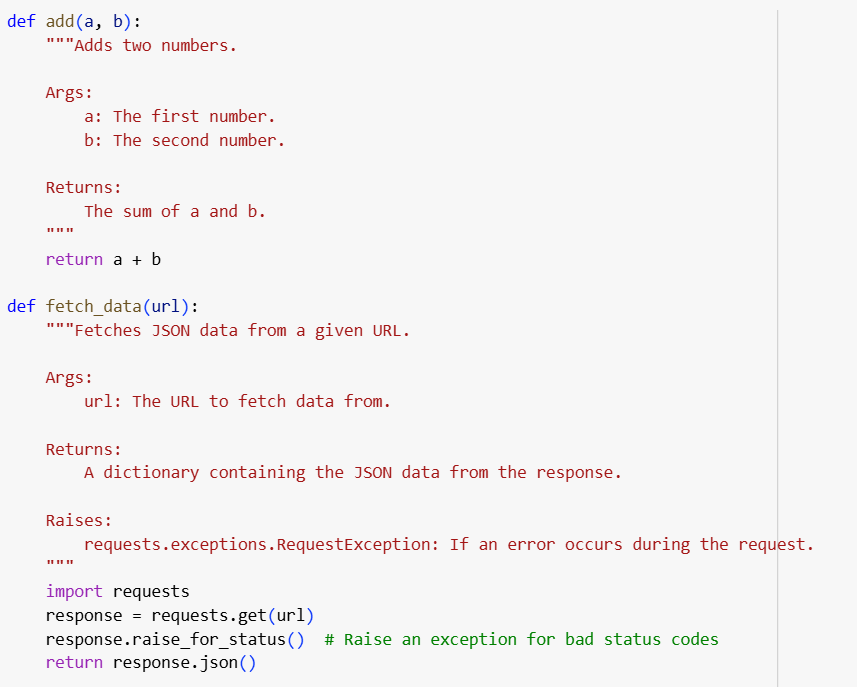 def add(a, b):
    """Adds two numbers.

    Args:
        a: The first number.
        b: The second number.

    Returns:
        The sum of a and b.
    """
    return a + b

def fetch_data(url):
    """Fetches JSON data from a given URL.

    Args:
        url: The URL to fetch data from.

    Returns:
        A dictionary containing the JSON data from the response.

    Raises:
        requests.exceptions.RequestException: If an error occurs during the request.
    """
    import requests
    response = requests.get(url)
    response.raise_for_status()  # Raise an exception for bad status codes
    return response.json()